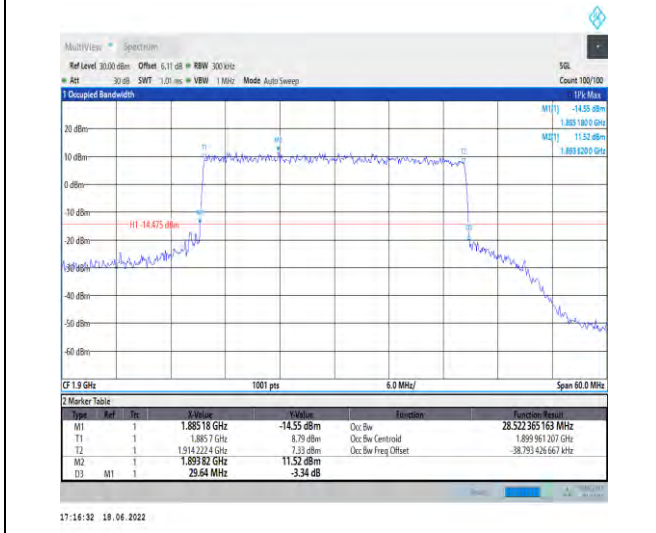 MultiView Spectrum
Ref Level 30.00 dBm Offset 6.11 dB RBW 300 kHz SGL
Att 30 dB SWT 1.01 ms VBW 1 MHz Mode Auto Sweep Count 100/100
1 Occupied Bandwidth 1Pk Max
M1[1] -14.55 dBm
1.885 180 0 GHz
M2[1] 11.52 dBm
1.893 820 0 GHz
20 dBm
M2
T1 T2
10 dBm
0 dBm
-10 dBm
H1 -14.475 dBm
-20 dBm
-30 dBm
-40 dBm
-50 dBm
-60 dBm
CF 1.9 GHz 1001 pts 6.0 MHz/ Span 60.0 MHz
2 Marker Table
Type Ref Trc X-Value Y-Value Function Function Result
M1 1 1.885 18 GHz -14.55 dBm Occ Bw 28.522 365 163 MHz
T1 1 1.885 7 GHz 8.79 dBm Occ Bw Centroid 1.899 961 207 GHz
T2 1 1.914 222 4 GHz 7.33 dBm Occ Bw Freq Offset -38.793 426 667 kHz
M2 1 1.893 82 GHz 11.52 dBm
D3 M1 1 29.64 MHz -3.34 dB
17:16:32 18.06.2022